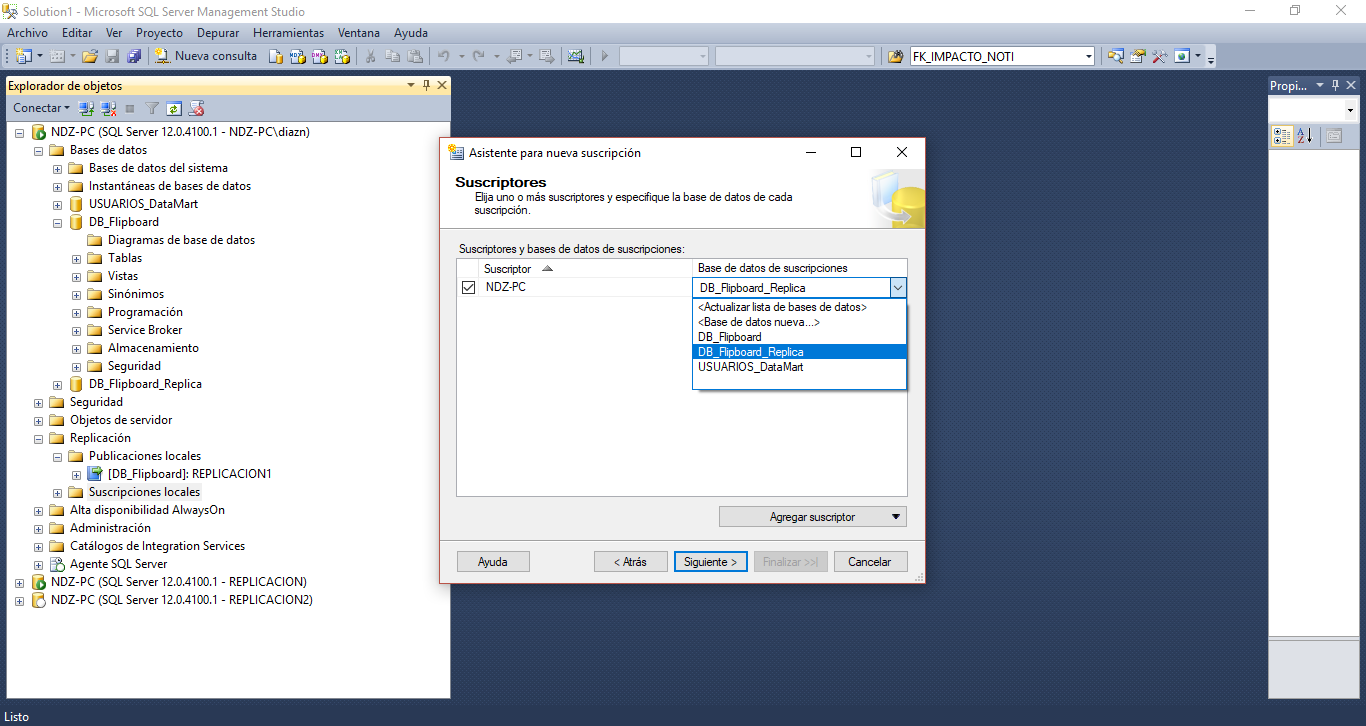 Solution1 - Microsoft SQL Server Management Studio
Archivo Editar Ver Proyecto Depurar Herramientas Ventana Ayuda
Nueva consulta FK_IMPACTO_NOTI
Explorador de objetos
Conectar
NDZ-PC (SQL Server 12.0.4100.1 - NDZ-PC\diazn)
Bases de datos
Bases de datos del sistema
Instantáneas de bases de datos
USUARIOS_DataMart
DB_Flipboard
Diagramas de base de datos
Tablas
Vistas
Sinónimos
Programación
Service Broker
Almacenamiento
Seguridad
DB_Flipboard_Replica
Seguridad
Objetos de servidor
Replicación
Publicaciones locales
[DB_Flipboard]: REPLICACION1
Suscripciones locales
Alta disponibilidad AlwaysOn
Administración
Catálogos de Integration Services
Agente SQL Server
NDZ-PC (SQL Server 12.0.4100.1 - REPLICACION)
NDZ-PC (SQL Server 12.0.4100.1 - REPLICACION2)
Asistente para nueva suscripción
Suscriptores
Elija uno o más suscriptores y especifique la base de datos de cada
suscripción.
Suscriptores y bases de datos de suscripciones:
Suscriptor Base de datos de suscripciones
NDZ-PC DB_Flipboard_Replica
<Actualizar lista de bases de datos>
<Base de datos nueva...>
DB_Flipboard
DB_Flipboard_Replica
USUARIOS_DataMart
Agregar suscriptor
Ayuda < Atrás Siguiente > Finalizar >>| Cancelar
Propi...
Listo